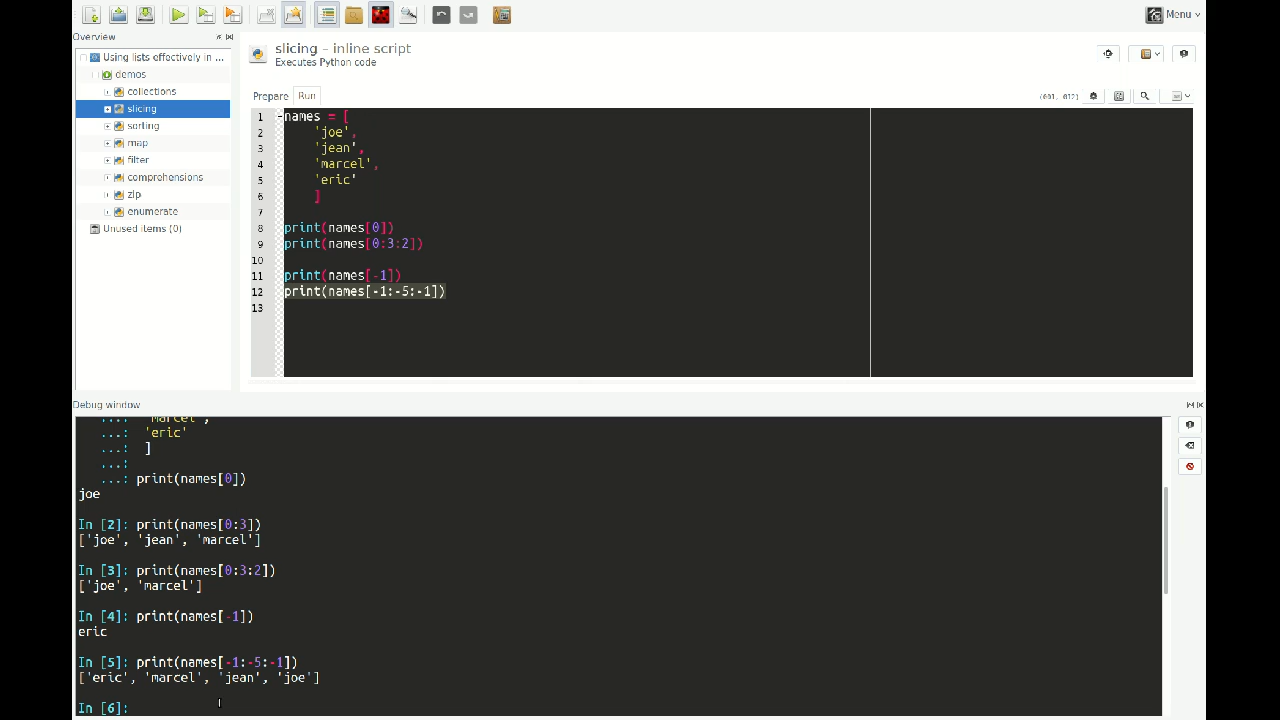 Menu
Overview
Using lists effectively in ...
demos
collections
slicing
sorting
map
filter
comprehensions
zip
enumerate
Unused items (0)
slicing – inline script
Executes Python code
Prepare Run
(001, 012)
1 names = [
2 'joe',
3 'jean',
4 'marcel',
5 'eric'
6 ]
7
8 print(names[0])
9 print(names[0:3:2])
10
11 print(names[-1])
12 print(names[-1:-5:-1])
13
Debug window
...: 'marcel',
...: 'eric'
...: ]
...:
...: print(names[0])
joe
In [2]: print(names[0:3])
['joe', 'jean', 'marcel']
In [3]: print(names[0:3:2])
['joe', 'marcel']
In [4]: print(names[-1])
eric
In [5]: print(names[-1:-5:-1])
['eric', 'marcel', 'jean', 'joe']
In [6]: